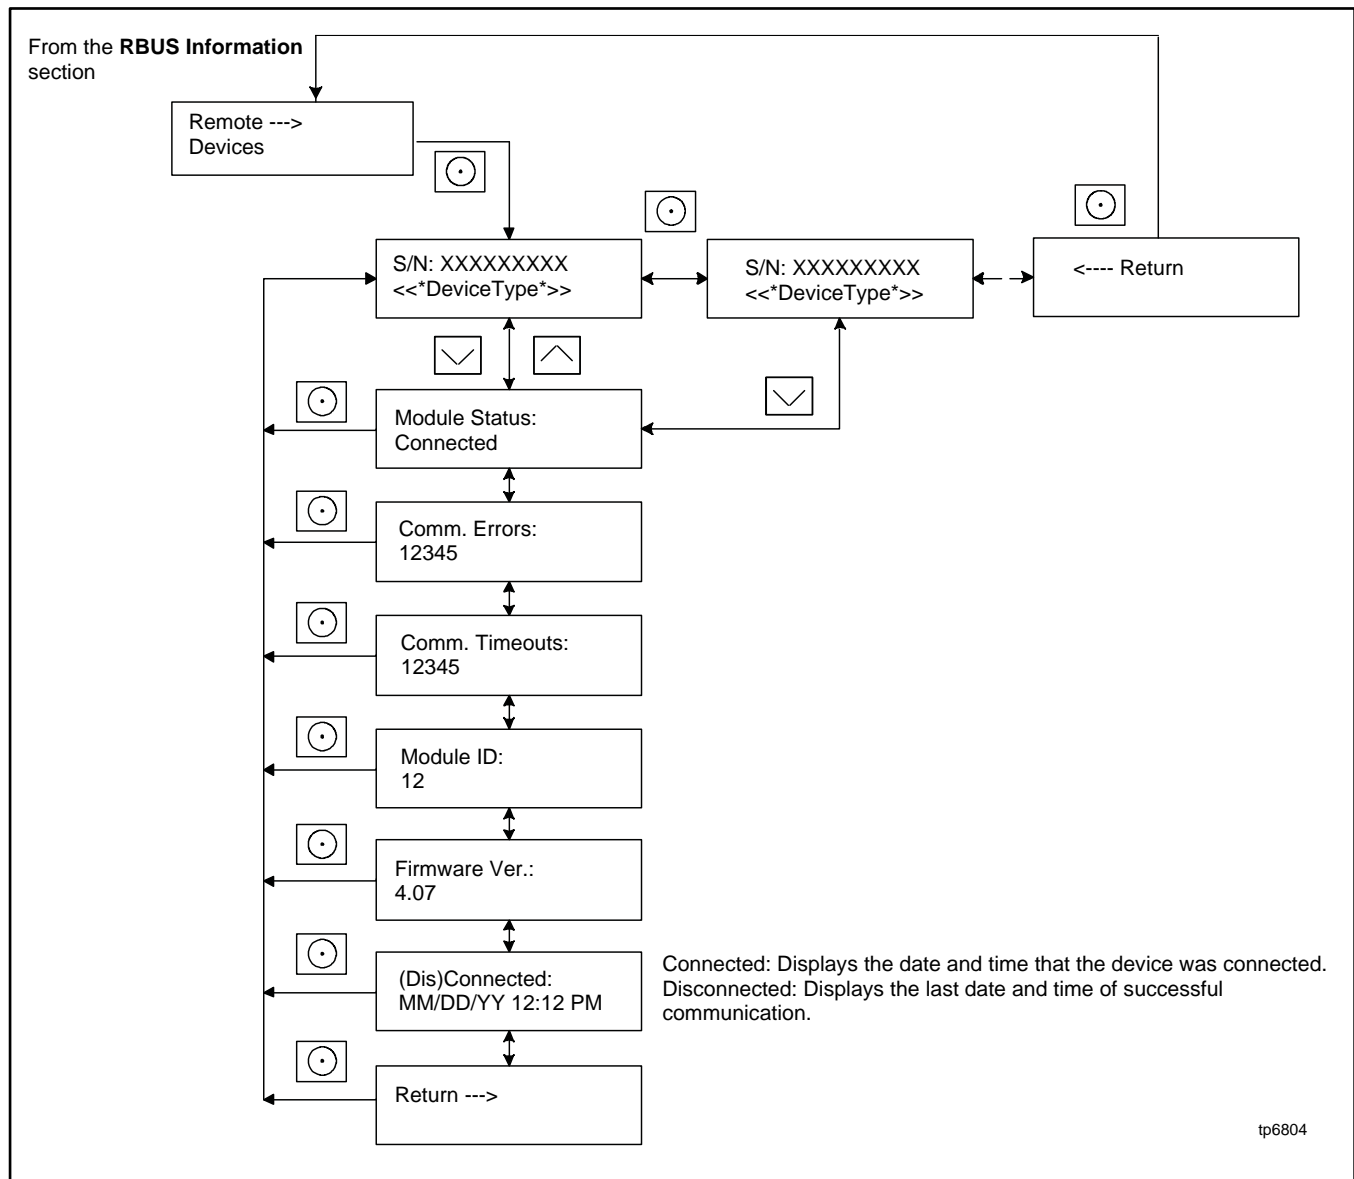 From the RBUS Information
section
Remote --->
Devices
S/N: XXXXXXXXX
<<*DeviceType*>>
S/N: XXXXXXXXX
<<*DeviceType*>>
<---- Return
Module Status:
Connected
Comm. Errors:
12345
Comm. Timeouts:
12345
Module ID:
12
Firmware Ver.:
4.07
(Dis)Connected:
MM/DD/YY 12:12 PM
Connected: Displays the date and time that the device was connected.
Disconnected: Displays the last date and time of successful
communication.
Return --->
tp6804